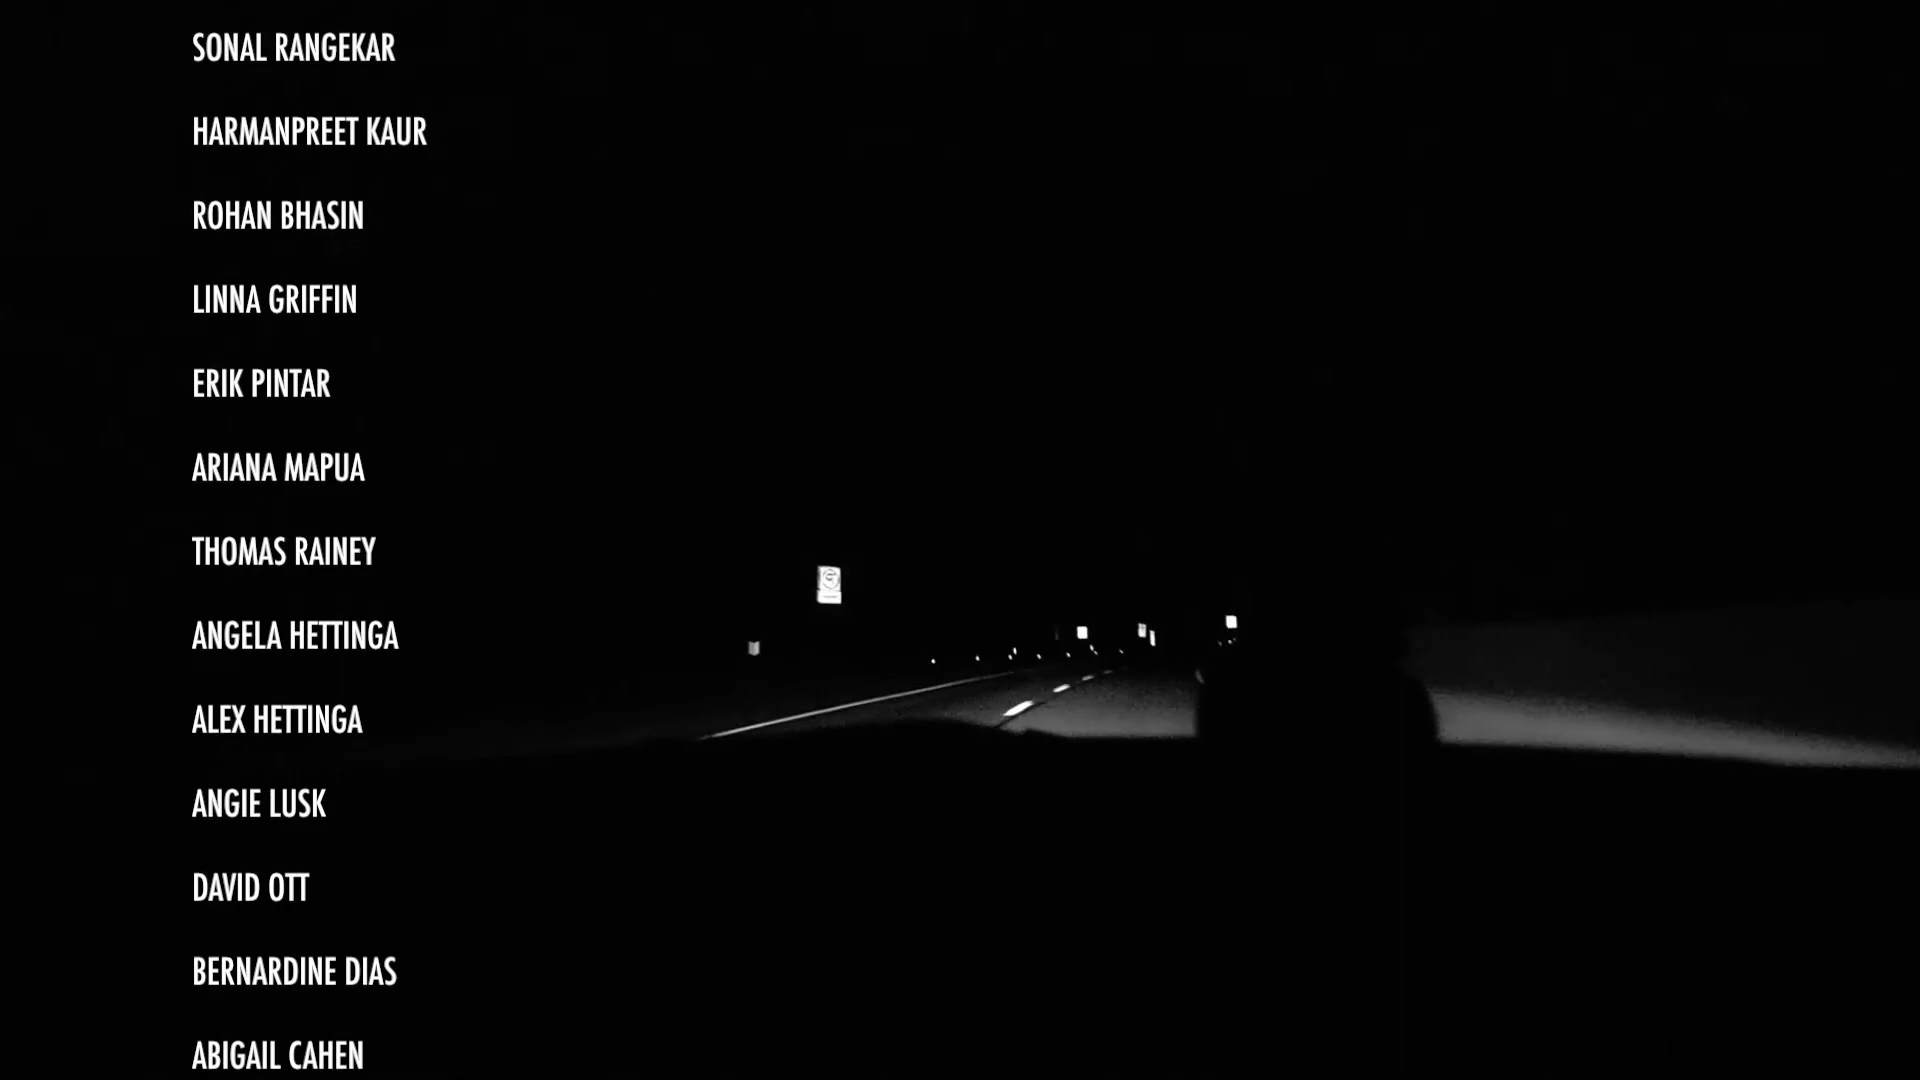 SONAL RANGEKAR
HARMANPREET KAUR
ROHAN BHASIN
LINNA GRIFFIN
ERIK PINTAR
ARIANA MAPUA
THOMAS RAINEY
ANGELA HETTINGA
ALEX HETTINGA
ANGIE LUSK
DAVID OTT
BERNARDINE DIAS
ABIGAIL CAHEN